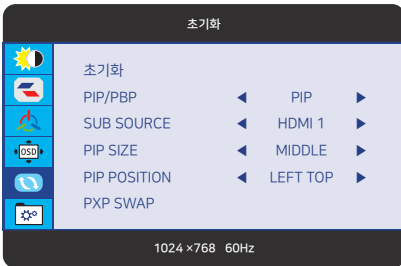 초기화
초기화
PIP/PBP ◀ PIP ▶
SUB SOURCE ◀ HDMI 1 ▶
OSD
PIP SIZE ◀ MIDDLE ▶
PIP POSITION ◀ LEFT TOP ▶
PXP SWAP
1024 ×768 60Hz